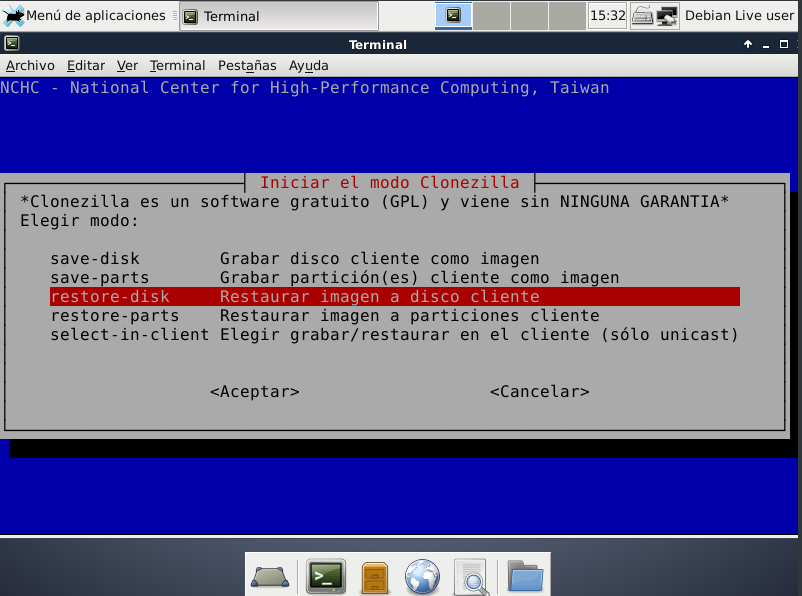 Menú de aplicaciones Terminal 15:32 Debian Live user
Terminal
Archivo Editar Ver Terminal Pestañas Ayuda
NCHC - National Center for High-Performance Computing, Taiwan
Iniciar el modo Clonezilla
*Clonezilla es un software gratuito (GPL) y viene sin NINGUNA GARANTIA*
Elegir modo:
save-disk Grabar disco cliente como imagen
save-parts Grabar partición(es) cliente como imagen
restore-disk Restaurar imagen a disco cliente
restore-parts Restaurar imagen a particiones cliente
select-in-client Elegir grabar/restaurar en el cliente (sólo unicast)
<Aceptar> <Cancelar>